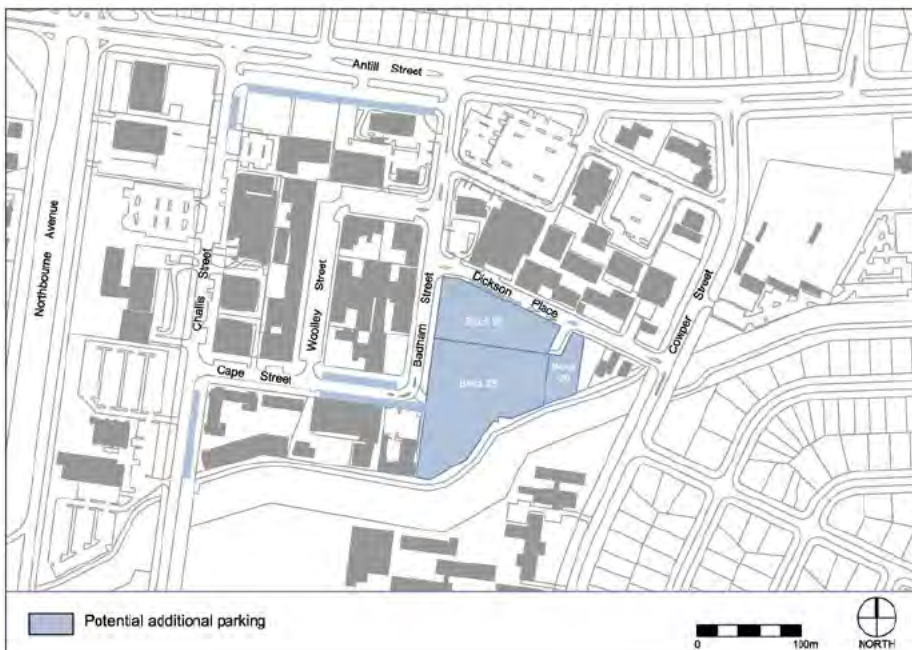 Antill Street
Northbourne Avenue
Challis Street
Woolley Street
Badham Street
Dickson Place
Cowper Street
Cape Street
Potential additional parking
0 100m
NORTH